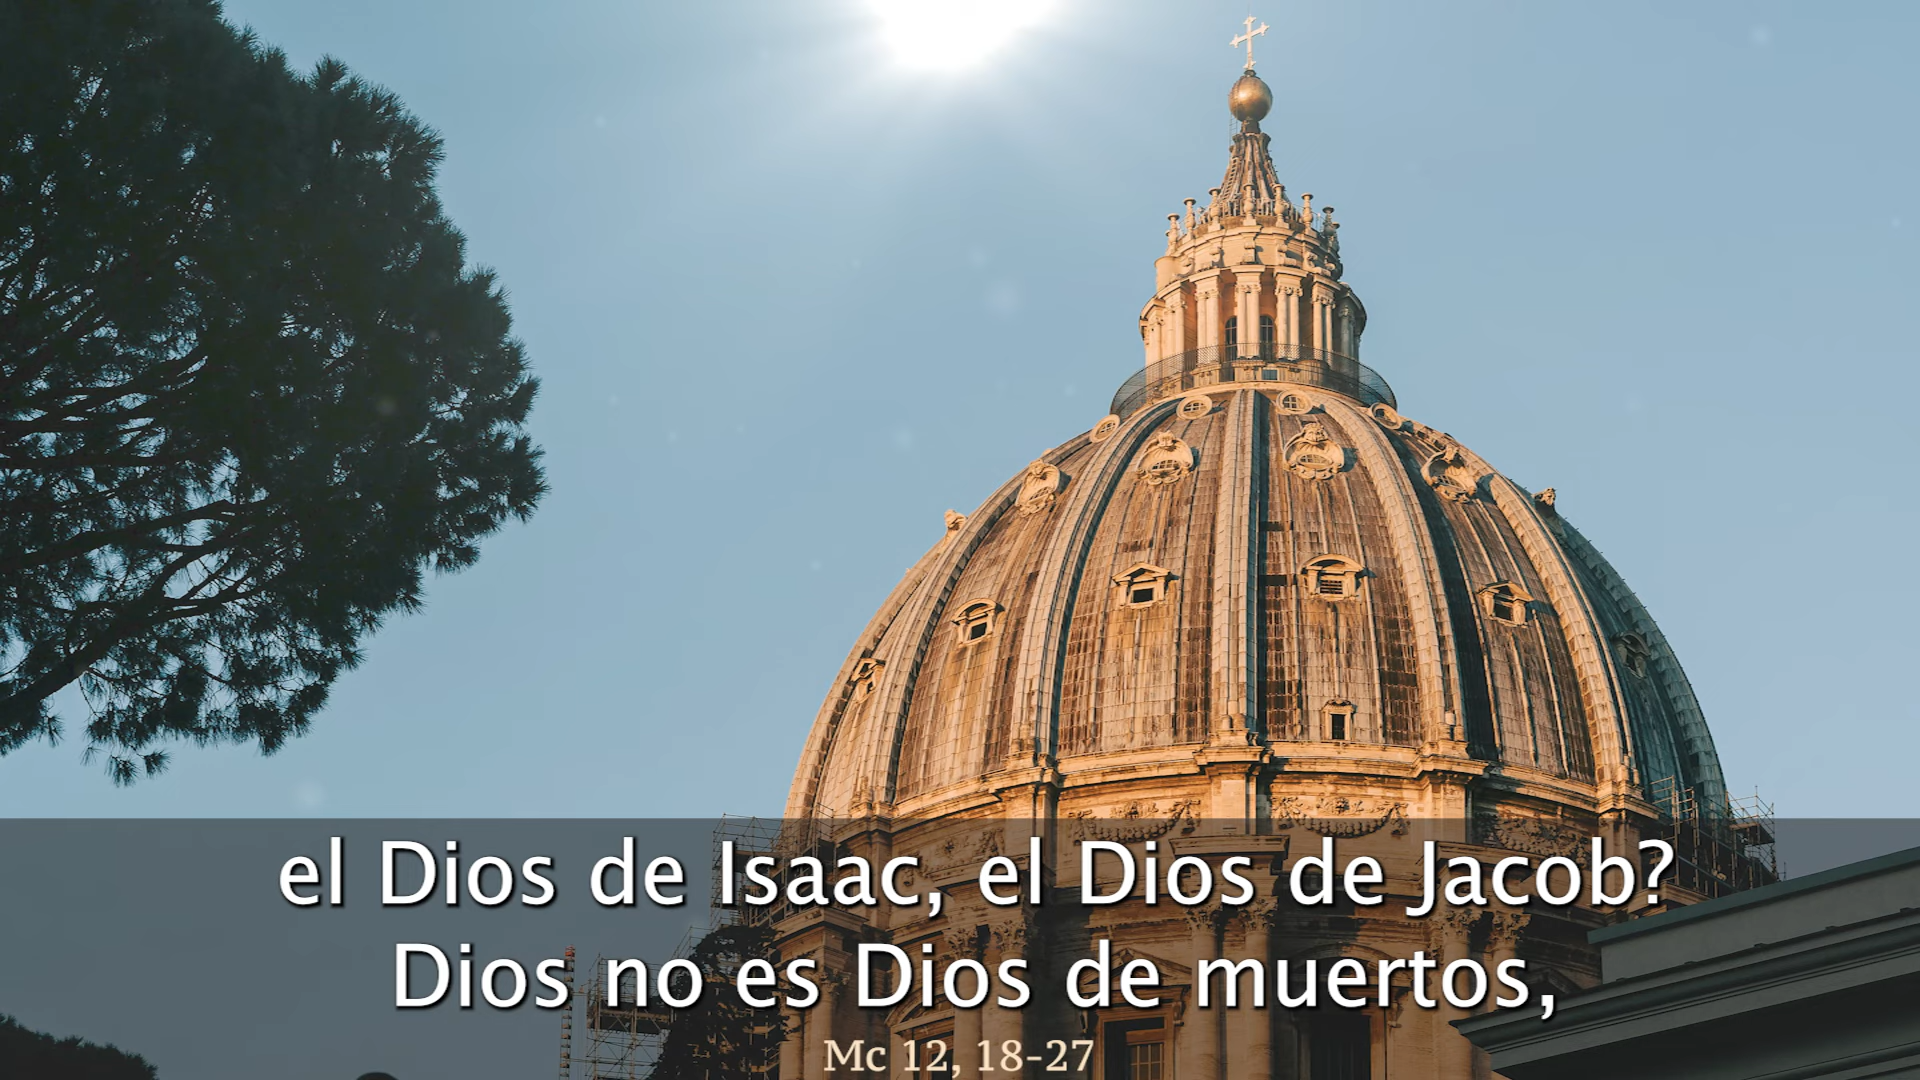 el Dios de Isaac, el Dios de Jacob?
Dios no es Dios de muertos,
Mc 12, 18-27